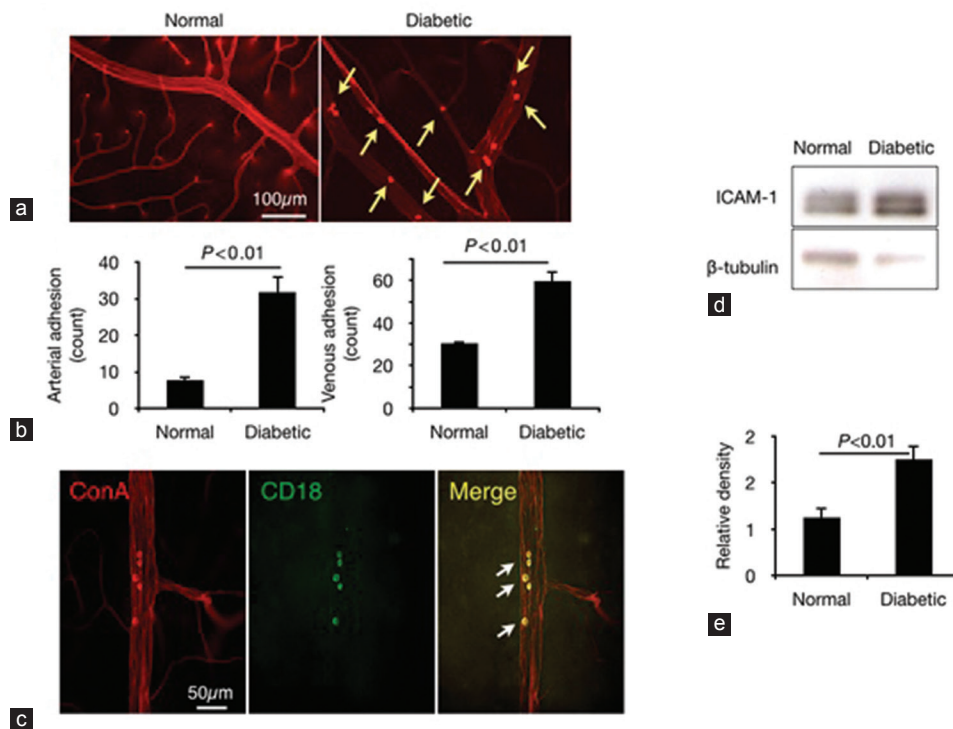 Normal Diabetic
100μm
a
P<0.01
Arterial adhesion
(count)
40
30
20
10
0
Normal Diabetic
P<0.01
Venous adhesion
(count)
60
40
20
0
Normal Diabetic
b
ConA
50μm
CD18
Merge
c
Normal Diabetic
ICAM-1
β-tubulin
d
P<0.01
Relative density
2
2
1
0
Normal Diabetic
e